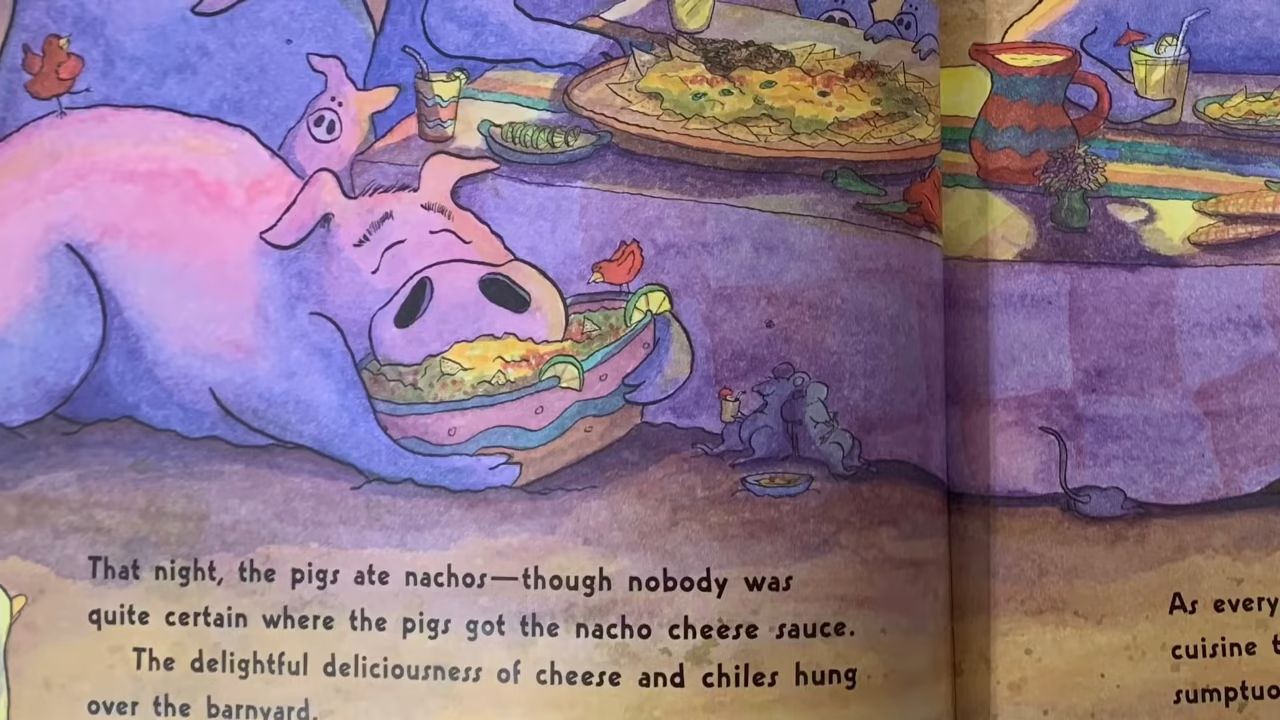 That night, the pigs ate nachos—though nobody was
quite certain where the pigs got the nacho cheese sauce.
The delightful deliciousness of cheese and chiles hung
over the barnyard.
As every
cuisine
sumptuo